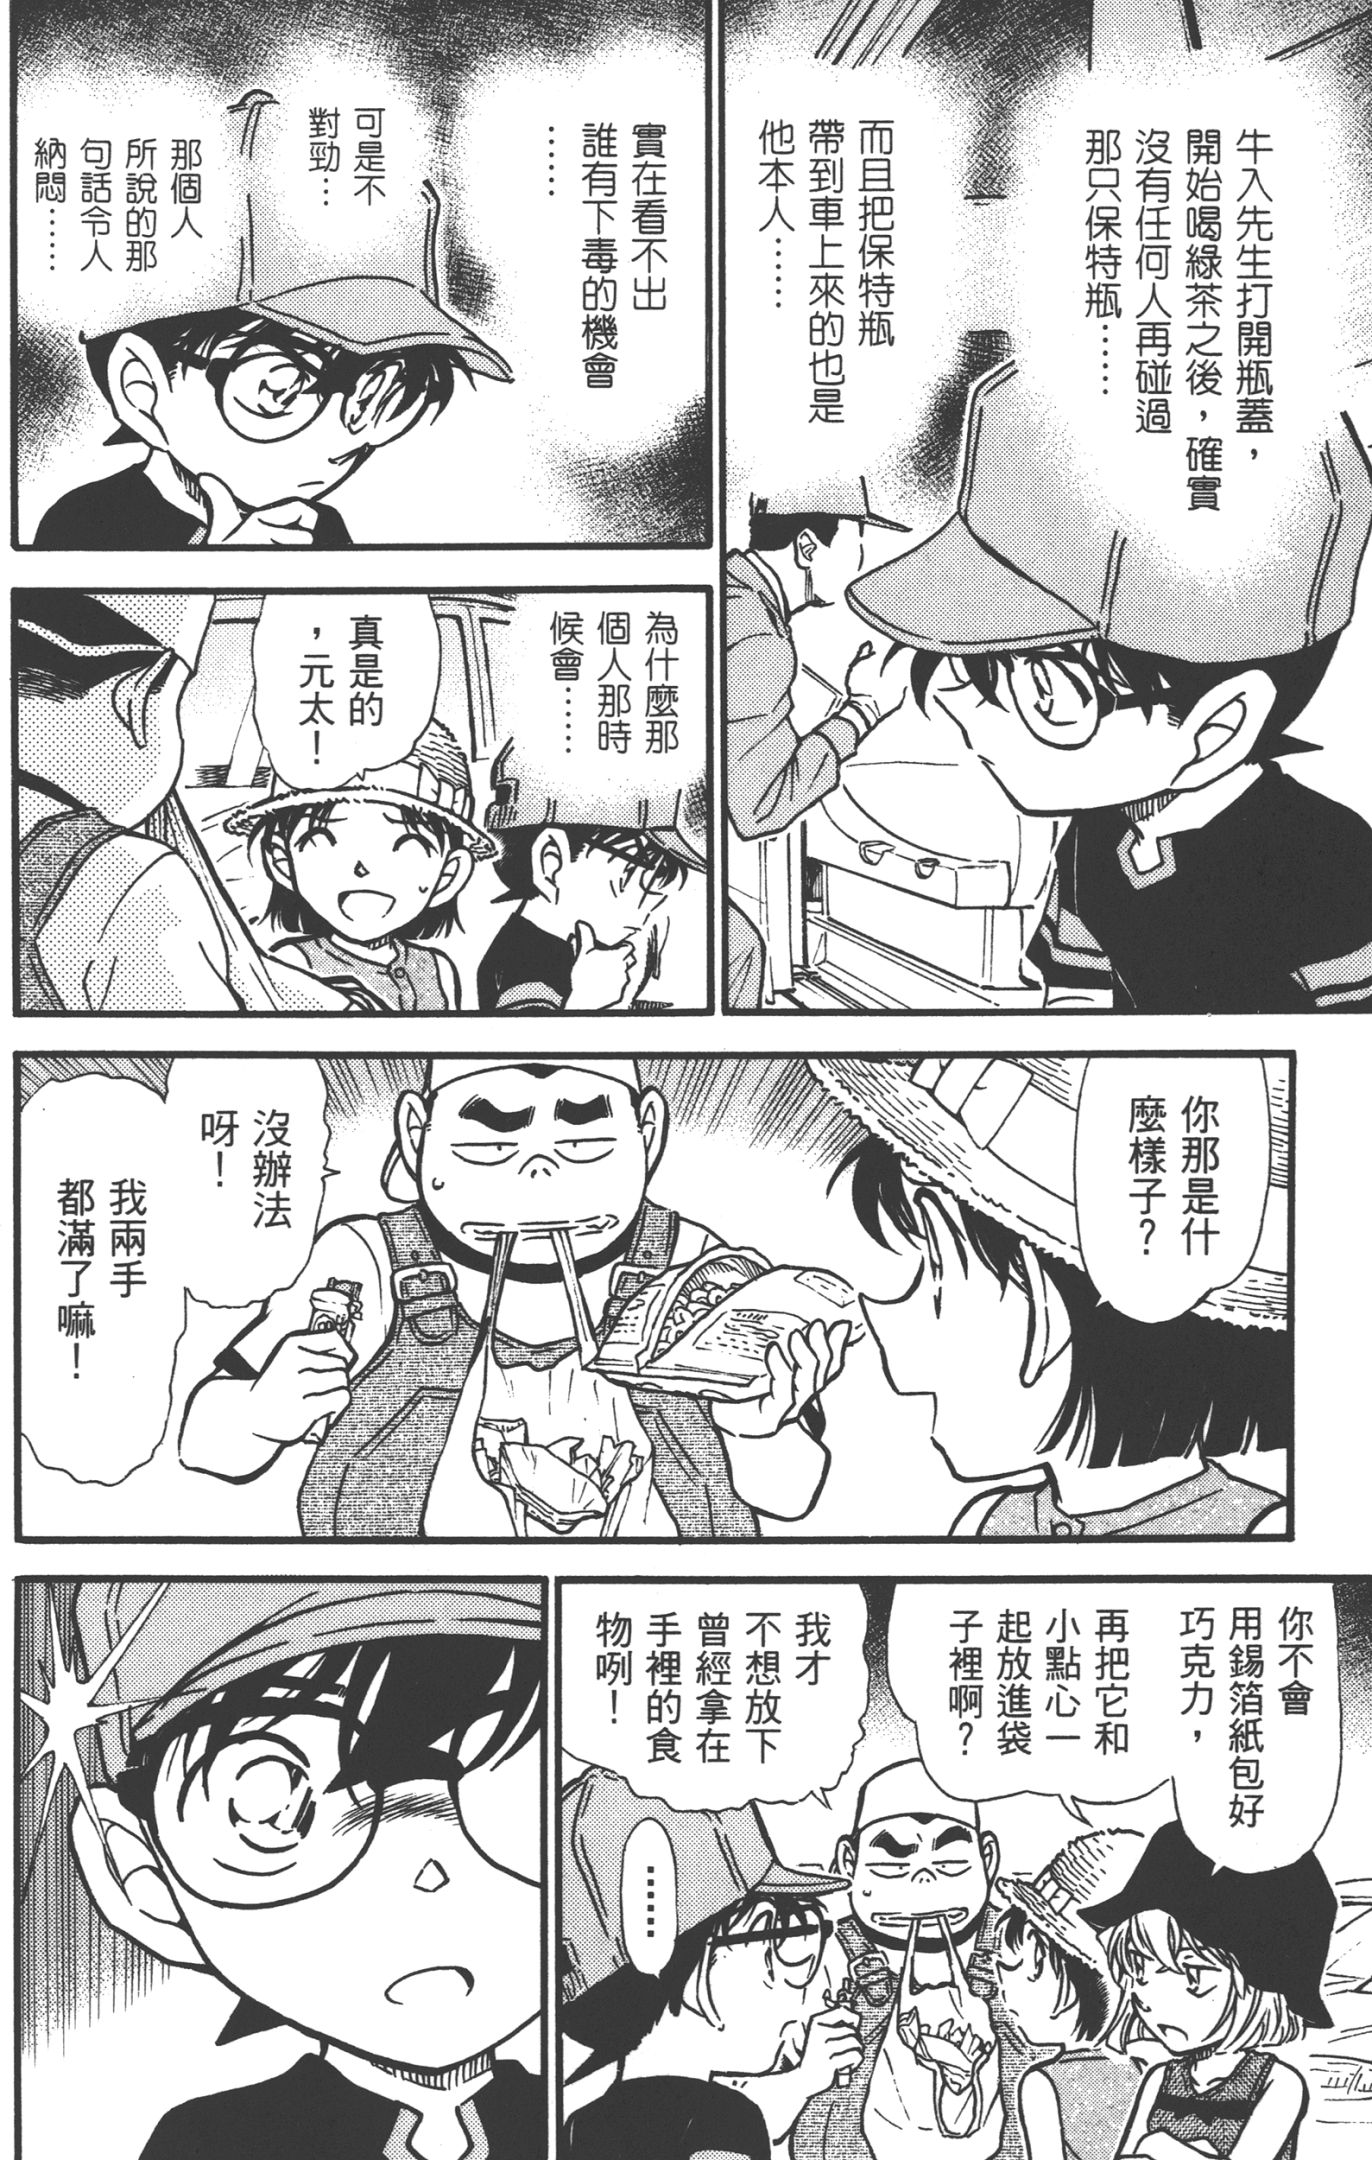 牛入先生打開瓶蓋，
開始喝綠茶之後，確實
沒有任何人再碰過
那只保特瓶……
而且把保特瓶
帶到車上來的也是
他本人……
實在看不出
誰有下毒的機會
……
可是不
對勁…
那個人
所說的那
句話令人
納悶……
為什麼那
個人那時
候會……
真是的
，元太！
你那是什
麼樣子？
沒辦法
呀！
我兩手
都滿了嘛！
你不會
用錫箔紙包好
巧克力，
再把它和
小點心一
起放進袋
子裡啊？
我才
不想放下
曾經拿在
手裡的食
物咧！
……